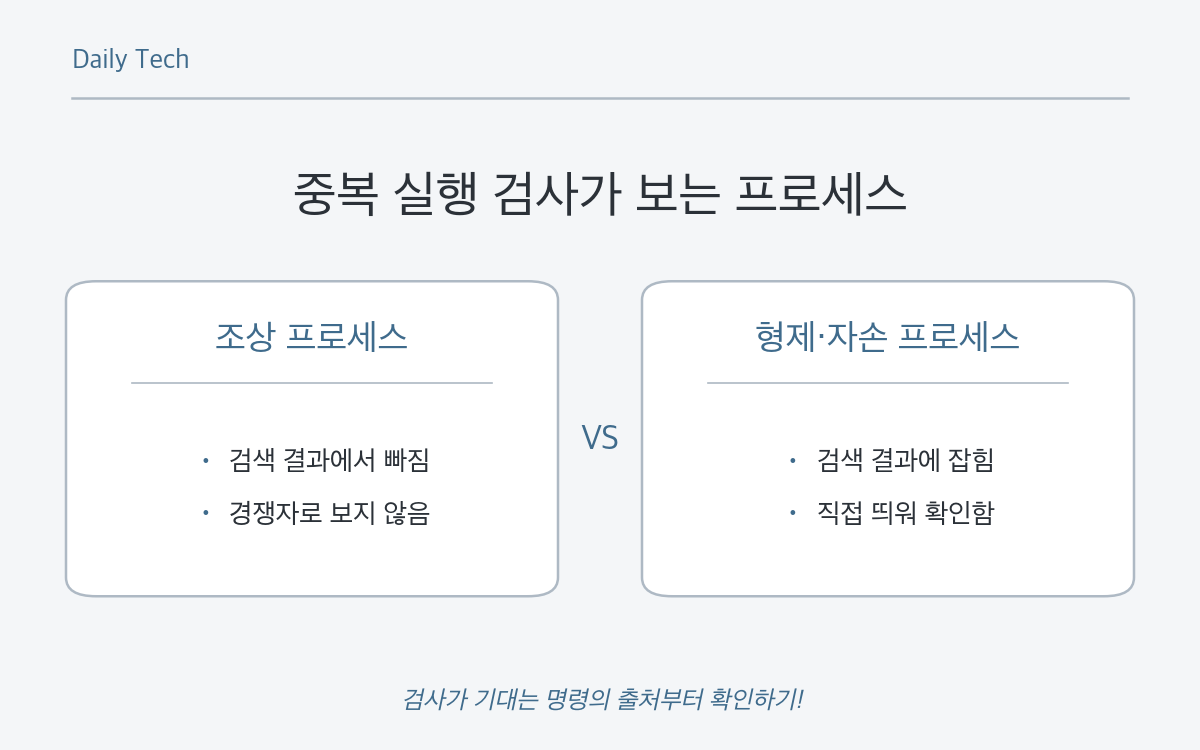 Daily Tech
중복 실행 검사가 보는 프로세스
조상 프로세스
• 검색 결과에서 빠짐
• 경쟁자로 보지 않음
VS
형제·자손 프로세스
• 검색 결과에 잡힘
• 직접 띄워 확인함
검사가 기대는 명령의 출처부터 확인하기!